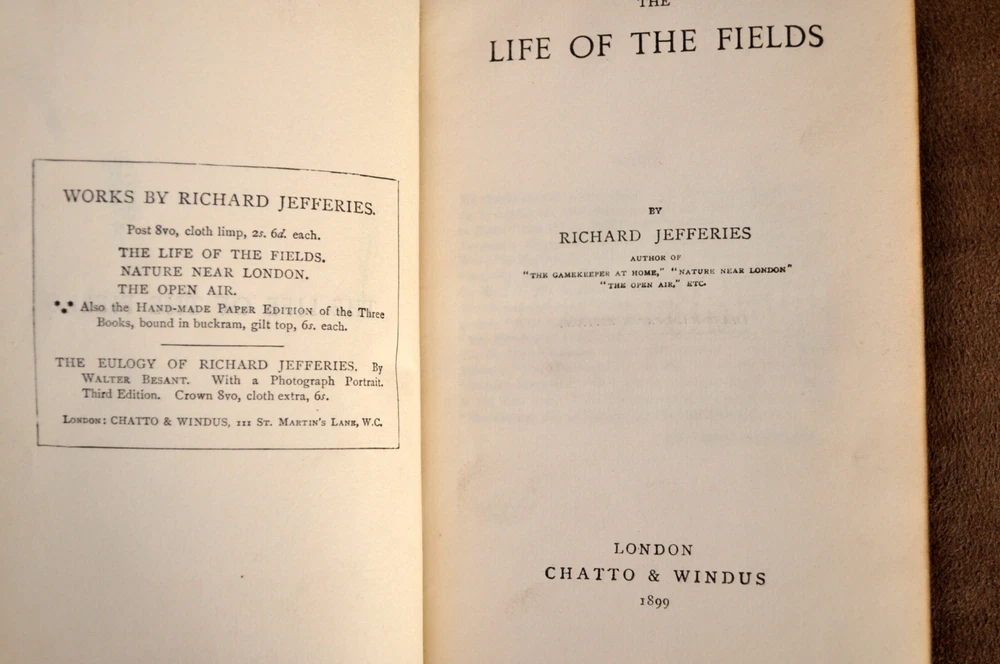 WORKS BY RICHARD JEFFERIES.
Post 8vo, cloth limp, 2s. 6d. each.
THE LIFE OF THE FIELDS.
NATURE NEAR LONDON.
THE OPEN AIR.
⁂ Also the HAND-MADE PAPER EDITION of the Three
Books, bound in buckram, gilt top, 6s. each.
THE EULOGY OF RICHARD JEFFERIES. By
WALTER BESANT. With a Photograph Portrait.
Third Edition. Crown 8vo, cloth extra, 6s.
LONDON: CHATTO & WINDUS, 111 ST. MARTIN'S LANE, W.C.
THE
LIFE OF THE FIELDS
BY
RICHARD JEFFERIES
AUTHOR OF
"THE GAMEKEEPER AT HOME," "NATURE NEAR LONDON"
"THE OPEN AIR," ETC.
LONDON
CHATTO & WINDUS
1899